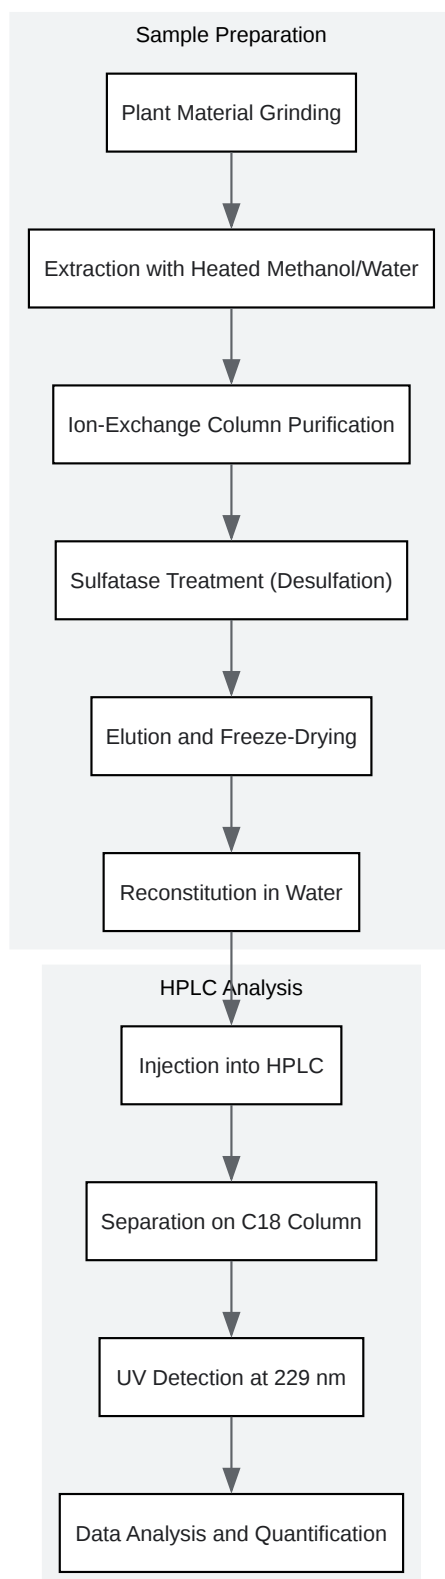 Sample Preparation
Plant Material Grinding
Extraction with Heated Methanol/Water
Ion-Exchange Column Purification
Sulfatase Treatment (Desulfation)
Elution and Freeze-Drying
Reconstitution in Water
HPLC Analysis
Injection into HPLC
Separation on C18 Column
UV Detection at 229 nm
Data Analysis and Quantification